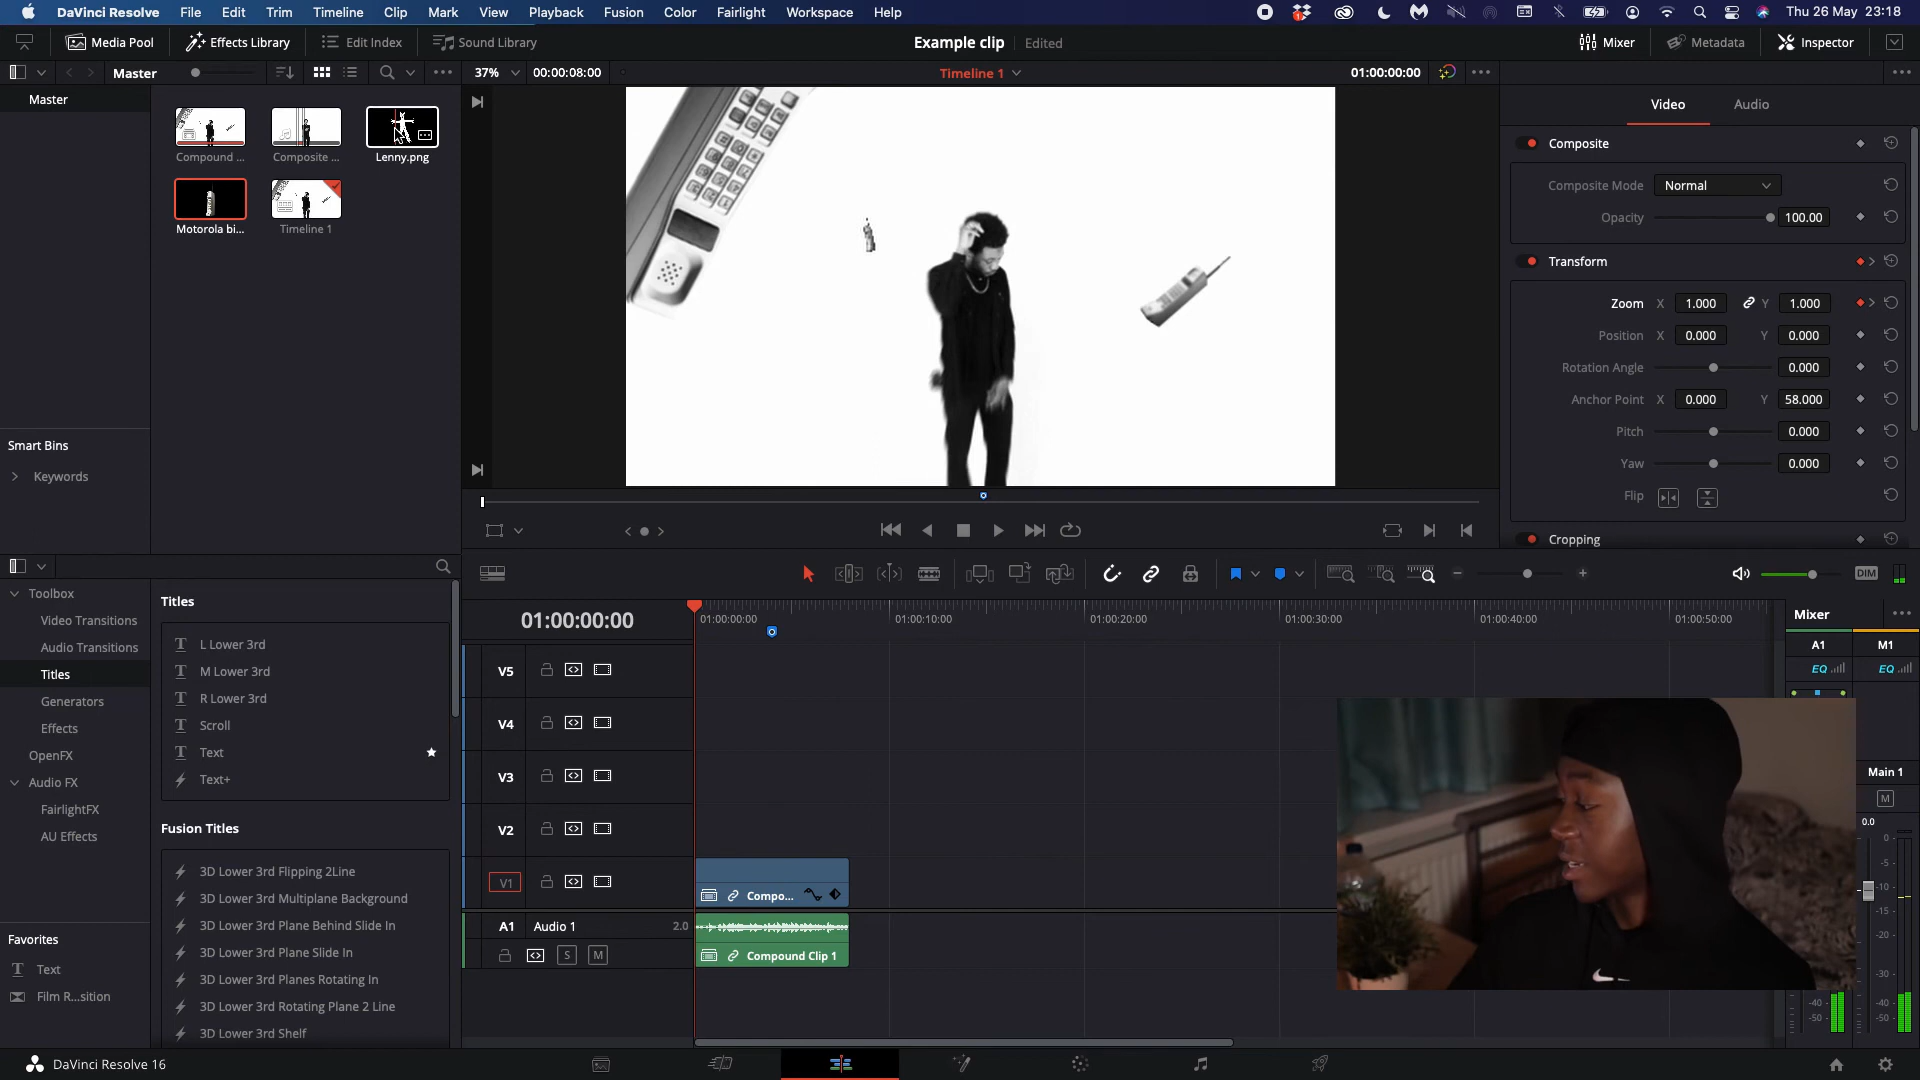 DaVinci Resolve File Edit Trim Timeline Clip Mark View Playback Fusion Color Fairlight Workspace Help
Thu 26 May 23:18
Media Pool Effects Library Edit Index Sound Library
Example clip Edited
Mixer Metadata Inspector
Master
37% 00:00:08:00
Timeline 1
01:00:00:00
Master
Compound ...
Composite ...
Lenny.png
Motorola bi...
Timeline 1
Smart Bins
Keywords
Video Audio
Composite
Composite Mode Normal
Opacity 100.00
Transform
Zoom X 1.000 Y 1.000
Position X 0.000 Y 0.000
Rotation Angle 0.000
Anchor Point X 0.000 Y 58.000
Pitch 0.000
Yaw 0.000
Flip
Cropping
Toolbox
Video Transitions
Audio Transitions
Titles
Generators
Effects
OpenFX
Audio FX
FairlightFX
AU Effects
Favorites
Text
Film R...sition
Titles
L Lower 3rd
M Lower 3rd
R Lower 3rd
Scroll
Text
Text+
Fusion Titles
3D Lower 3rd Flipping 2Line
3D Lower 3rd Multiplane Background
3D Lower 3rd Plane Behind Slide In
3D Lower 3rd Plane Slide In
3D Lower 3rd Planes Rotating In
3D Lower 3rd Rotating Plane 2 Line
3D Lower 3rd Shelf
DIM
01:00:00:00
01:00:00:00 01:00:10:00 01:00:20:00 01:00:30:00 01:00:40:00 01:00:50:00
V5
V4
V3
V2
V1
Compo...
A1 Audio 1 2.0
S M
Compound Clip 1
Mixer
A1 M1
EQ EQ
Main 1
M
0.0
0
-5
-10
-15
-20
-30
-40 -40
-50 -50
DaVinci Resolve 16